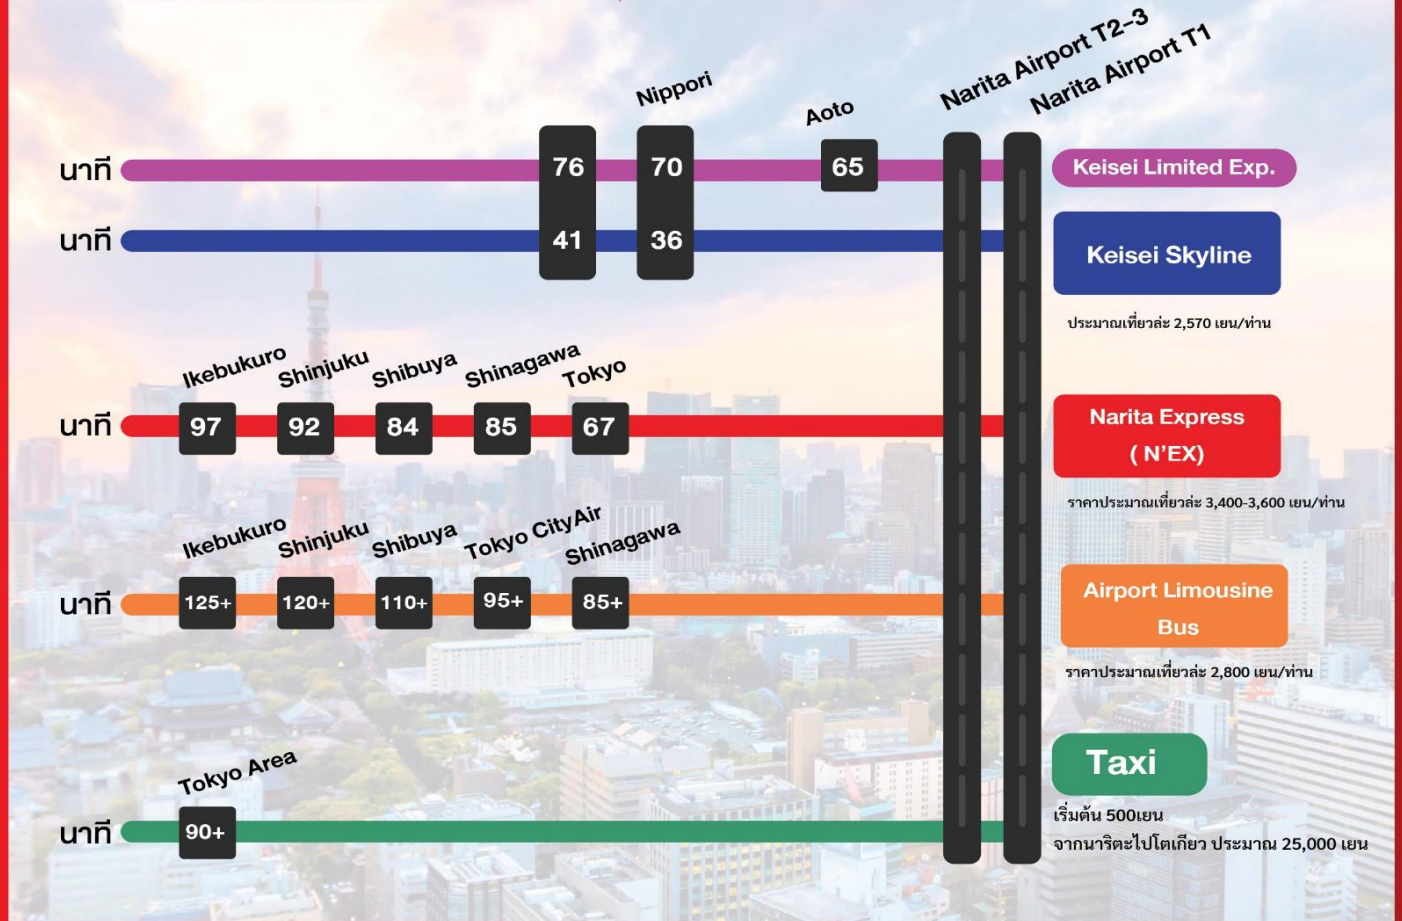 Nippori
Aoto
Narita Airport T2-3
Narita Airport T1
นาที
76
70
65
Keisei Limited Exp.
นาที
41
36
Keisei Skyline
ประมาณเที่ยวล่ะ 2,570 เยน/ท่าน
Ikebukuro
Shinjuku
Shibuya
Shinagawa
Tokyo
นาที
97
92
84
85
67
Narita Express
( N'EX)
ราคาประมาณเที่ยวล่ะ 3,400-3,600 เยน/ท่าน
Ikebukuro
Shinjuku
Shibuya
Tokyo CityAir
Shinagawa
นาที
125+
120+
110+
95+
85+
Airport Limousine
Bus
ราคาประมาณเที่ยวล่ะ 2,800 เยน/ท่าน
Tokyo Area
นาที
90+
Taxi
เริ่มต้น 500เยน
จากนาริตะไปโตเกียว ประมาณ 25,000 เยน